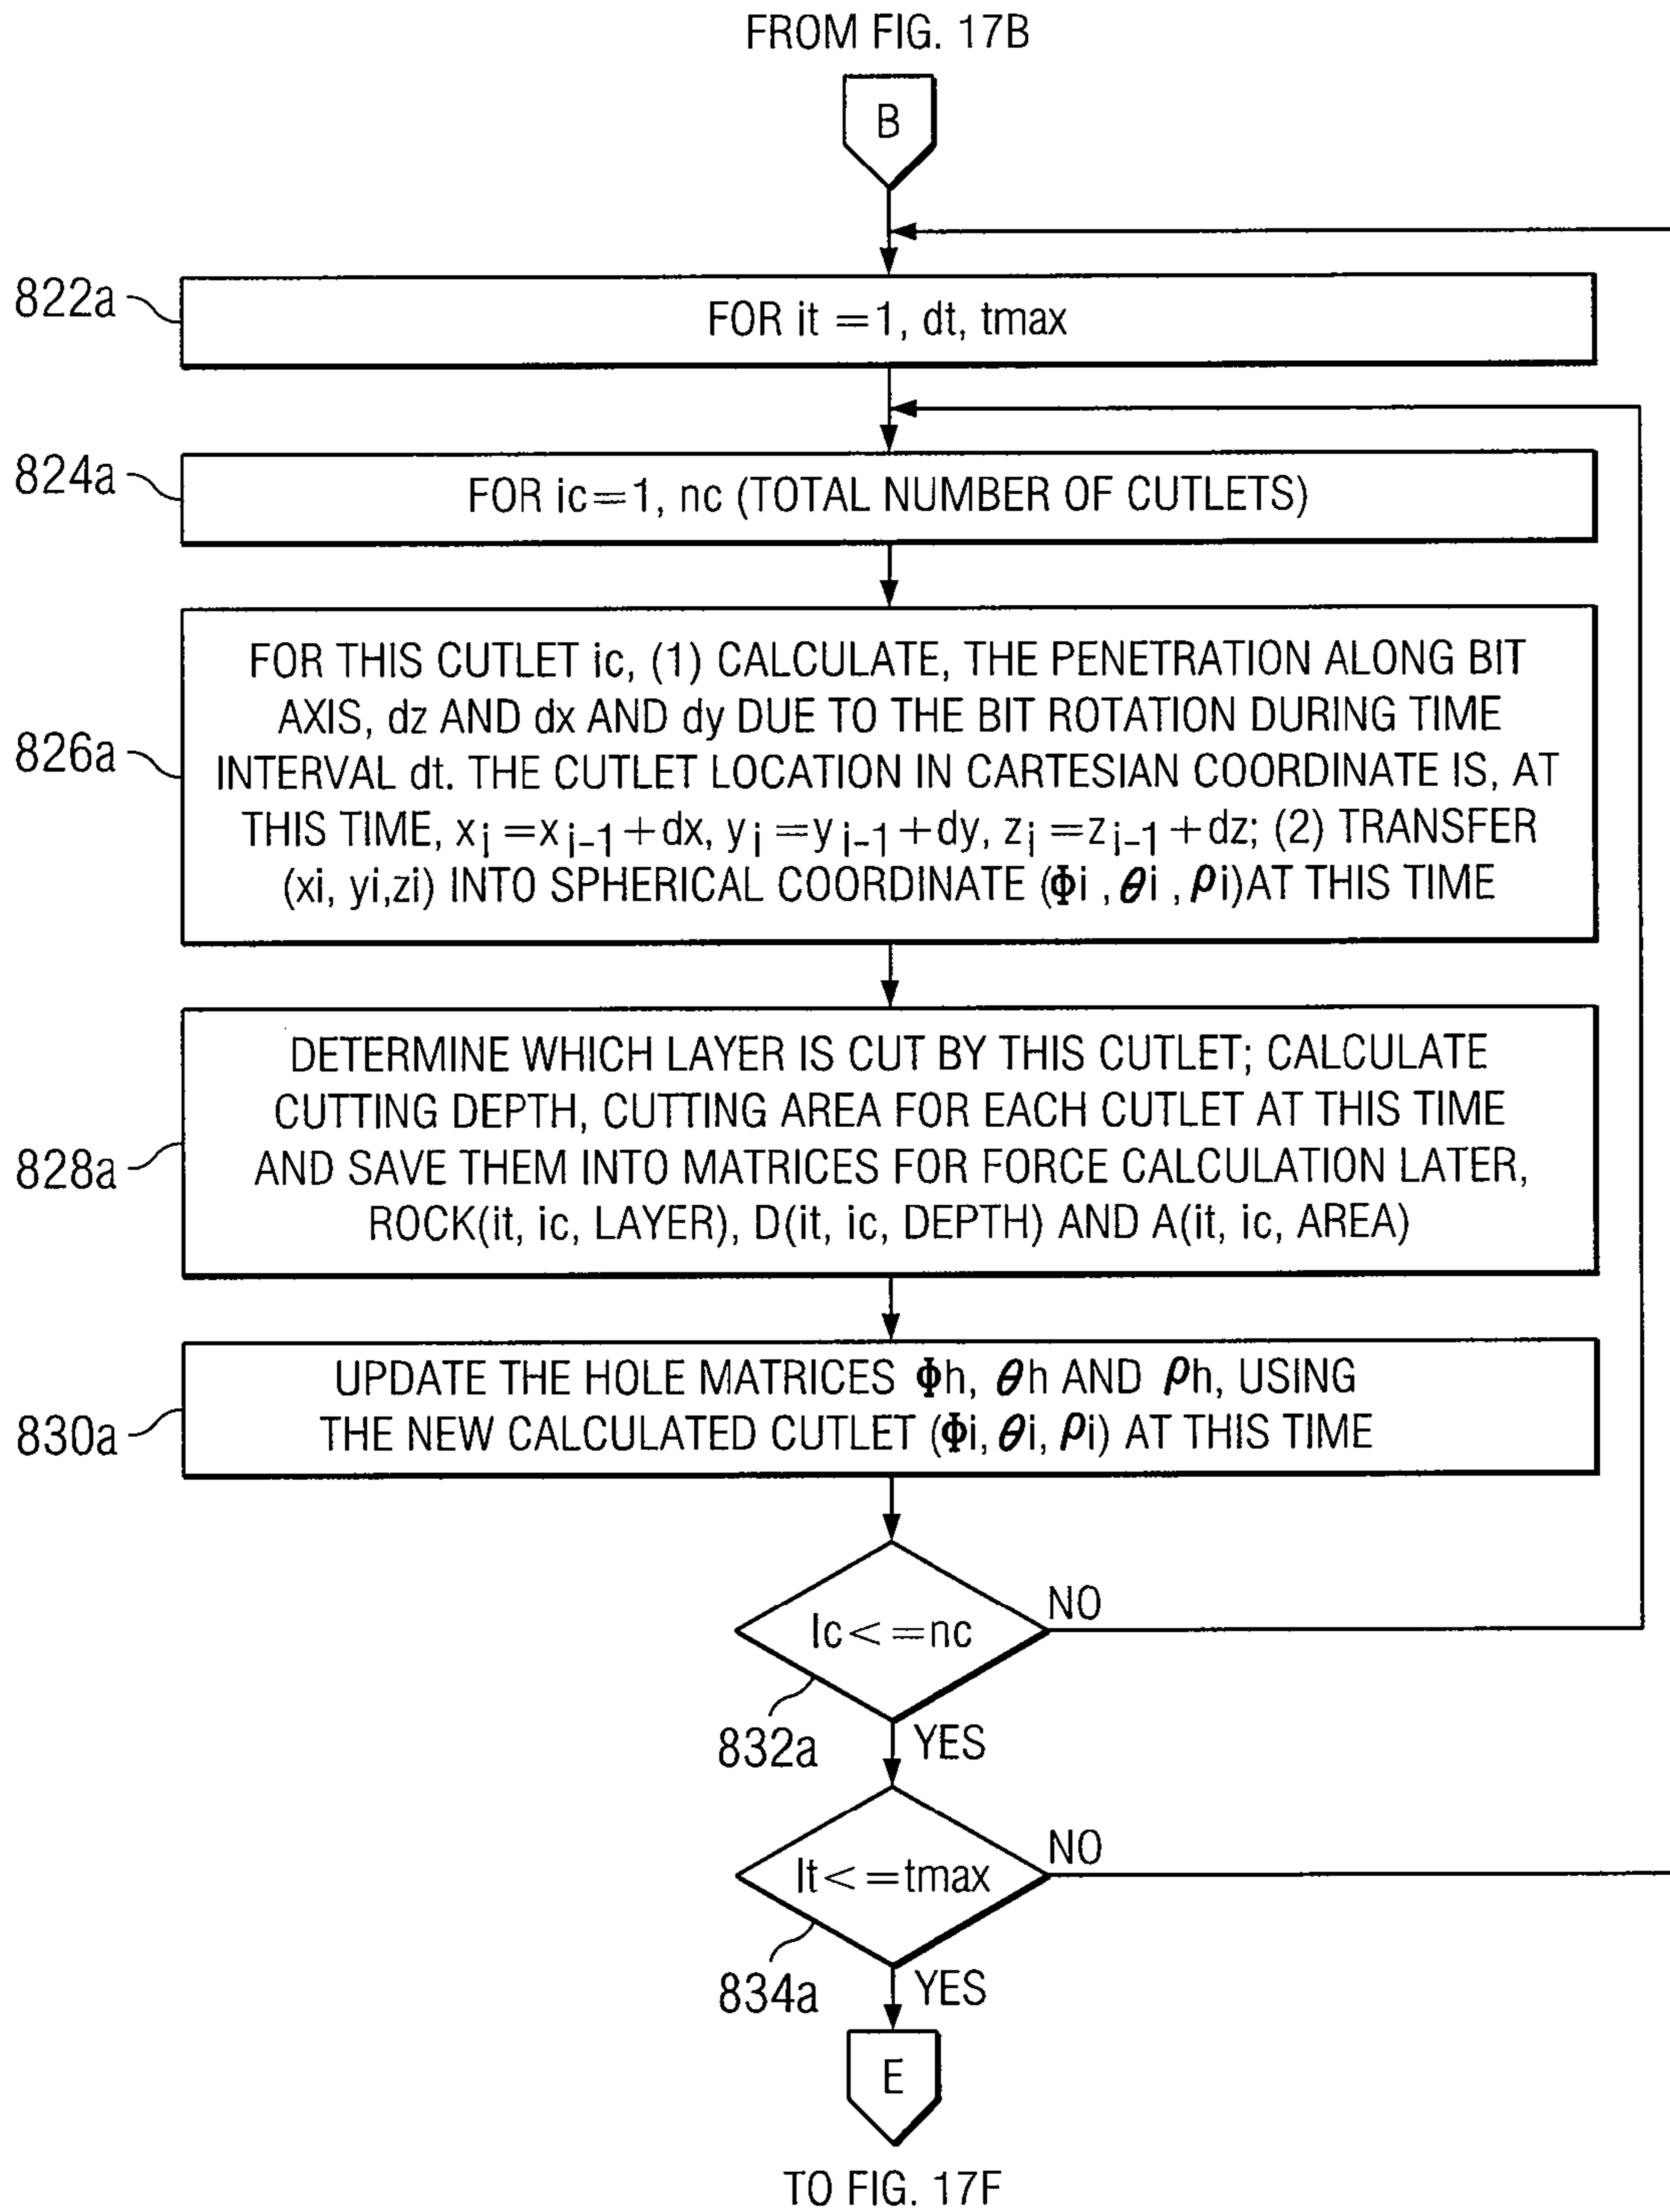 FROM FIG. 17B
B
822a
FOR it =1, dt, tmax
824a
FOR ic=1, nc (TOTAL NUMBER OF CUTLETS)
826a
FOR THIS CUTLET ic, (1) CALCULATE, THE PENETRATION ALONG BIT
AXIS, dz AND dx AND dy DUE TO THE BIT ROTATION DURING TIME
INTERVAL dt. THE CUTLET LOCATION IN CARTESIAN COORDINATE IS, AT
THIS TIME, xi =xi-1 +dx, yi =yi-1 +dy, zi =zi-1 +dz; (2) TRANSFER
(xi, yi,zi) INTO SPHERICAL COORDINATE (Φi , θi , ρi)AT THIS TIME
828a
DETERMINE WHICH LAYER IS CUT BY THIS CUTLET; CALCULATE
CUTTING DEPTH, CUTTING AREA FOR EACH CUTLET AT THIS TIME
AND SAVE THEM INTO MATRICES FOR FORCE CALCULATION LATER,
ROCK(it, ic, LAYER), D(it, ic, DEPTH) AND A(it, ic, AREA)
830a
UPDATE THE HOLE MATRICES Φh, θh AND ρh, USING
THE NEW CALCULATED CUTLET (Φi, θi, ρi) AT THIS TIME
Ic<=nc
NO
832a
YES
It<=tmax
NO
834a
YES
E
TO FIG. 17F